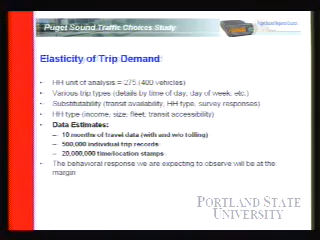 Puget Sound Traffic Choices Study
Elasticity of Trip Demand
• HH unit of analysis = 275 (400 vehicles)
• Various trip types (details by time of day, day of week, etc.)
• Substitutability (transit availability, HH type, survey responses)
• HH type (income, size, fleet, transit accessibility)
• Data Estimates:
– 10 months of travel data (with and w/o tolling)
– 500,000 individual trip records
– 20,000,000 time/location stamps
• The behavioral response we are expecting to observe will be at the
margin
PORTLAND STATE
UNIVERSITY